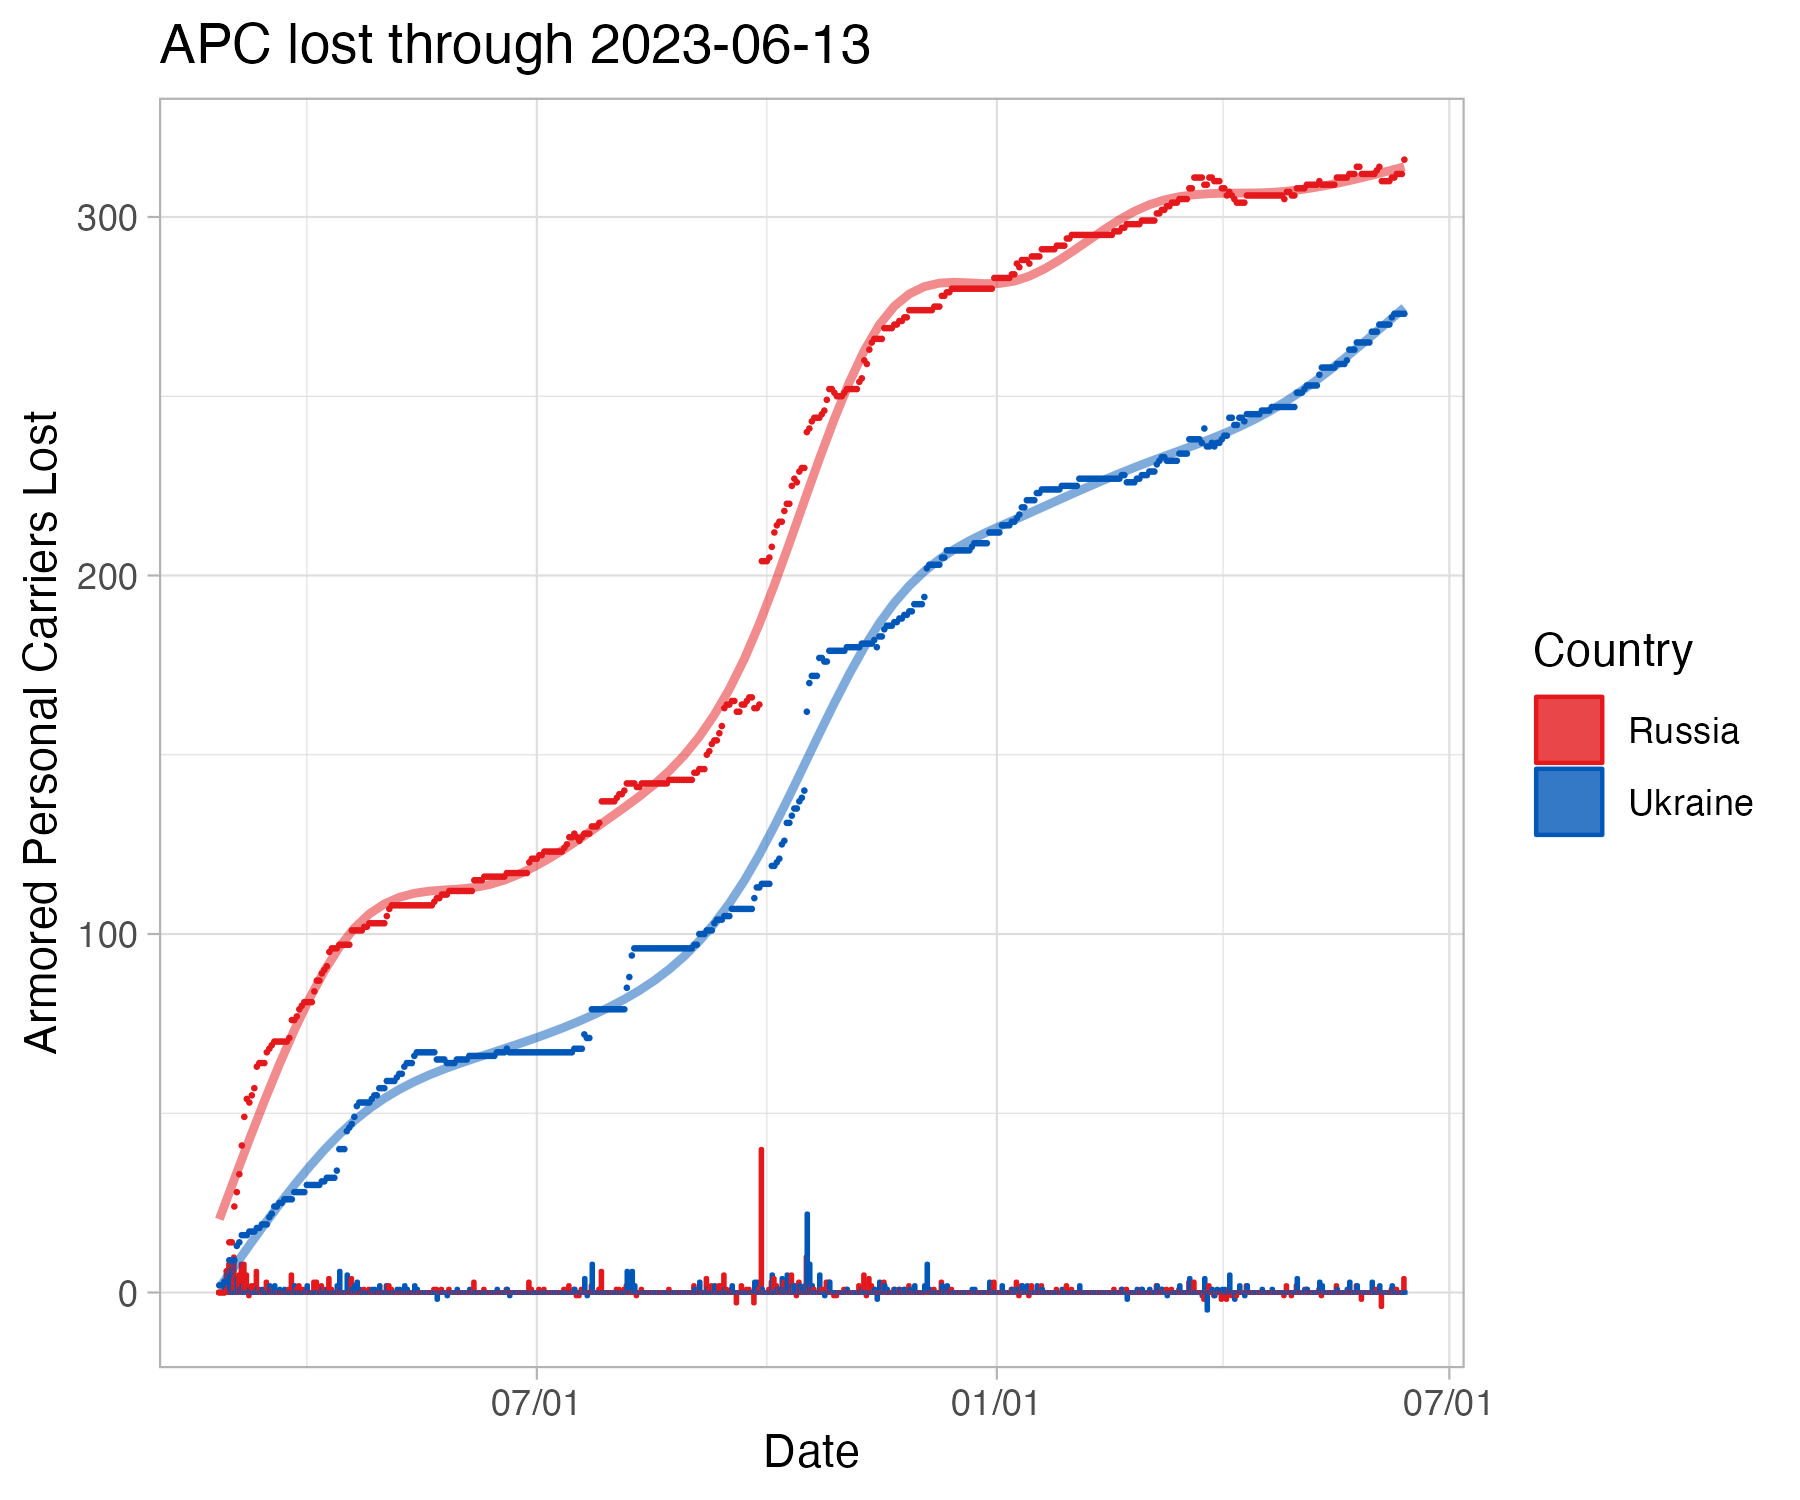 APC lost through 2023-06-13
Armored Personal Carriers Lost
300
200
100
0
07/01
01/01
07/01
Date
Country
Russia
Ukraine